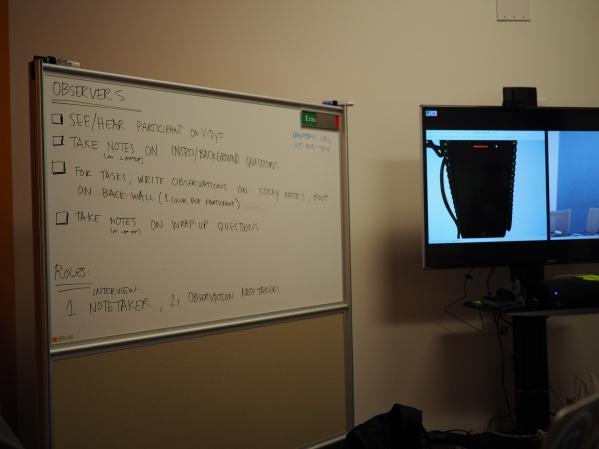 OBSERVERS
SEE/HEAR PARTICIPANT ON VIDYO
TAKE NOTES ON INTRO/BACKGROUND QUESTIONS
(ON LAPTOP)
FOR TASKS, WRITE OBSERVATIONS ON STICKY NOTES, POST
ON BACK WALL (1 COLOR PER PARTICIPANT)
TAKE NOTES ON WRAP-UP QUESTIONS
(ON LAPTOP)
ROLES:
INTERVIEW
1 NOTETAKER, 2+ OBSERVATION NOTETAKERS